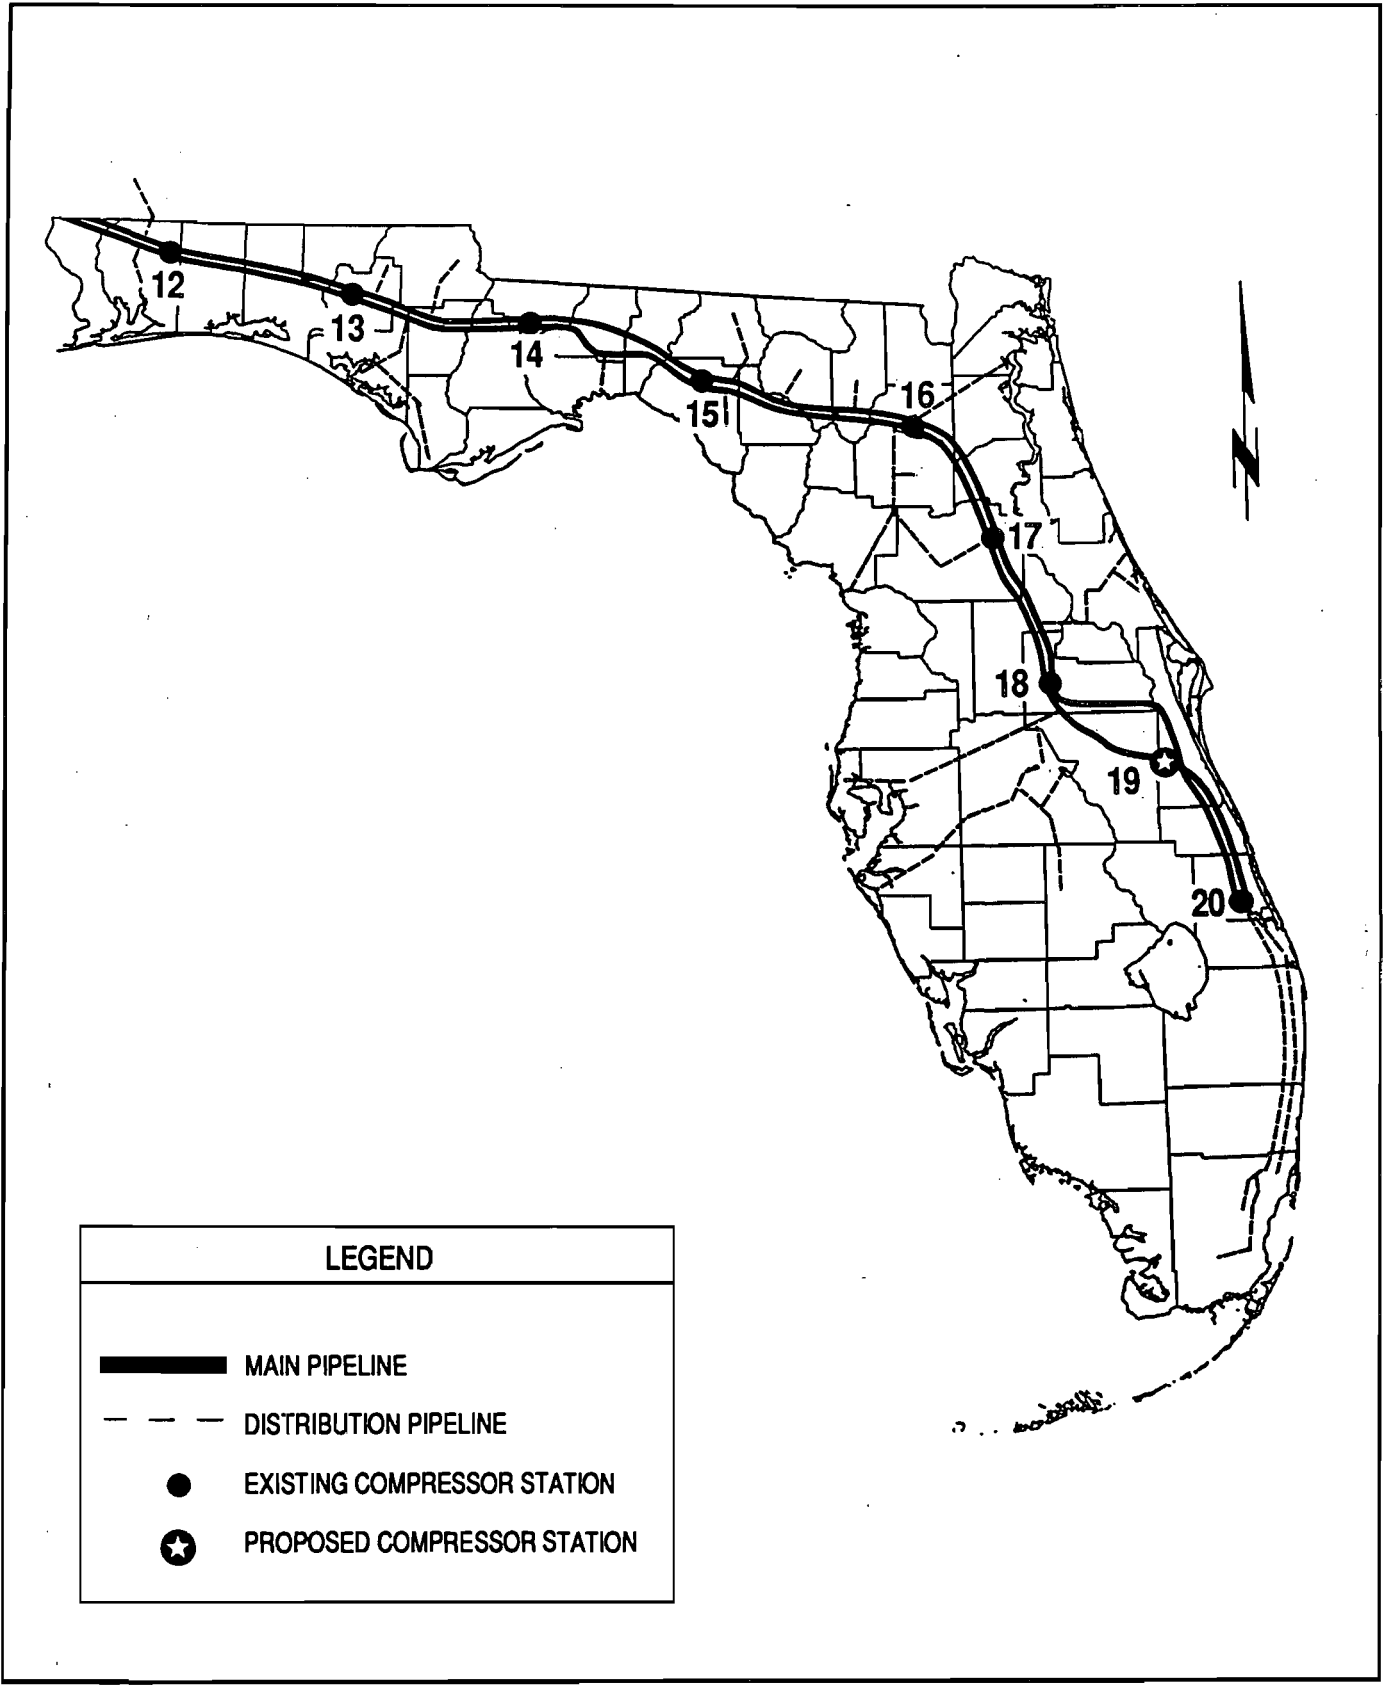 12
13
14
15
16
17
18
19
20
N
LEGEND
MAIN PIPELINE
DISTRIBUTION PIPELINE
EXISTING COMPRESSOR STATION
PROPOSED COMPRESSOR STATION